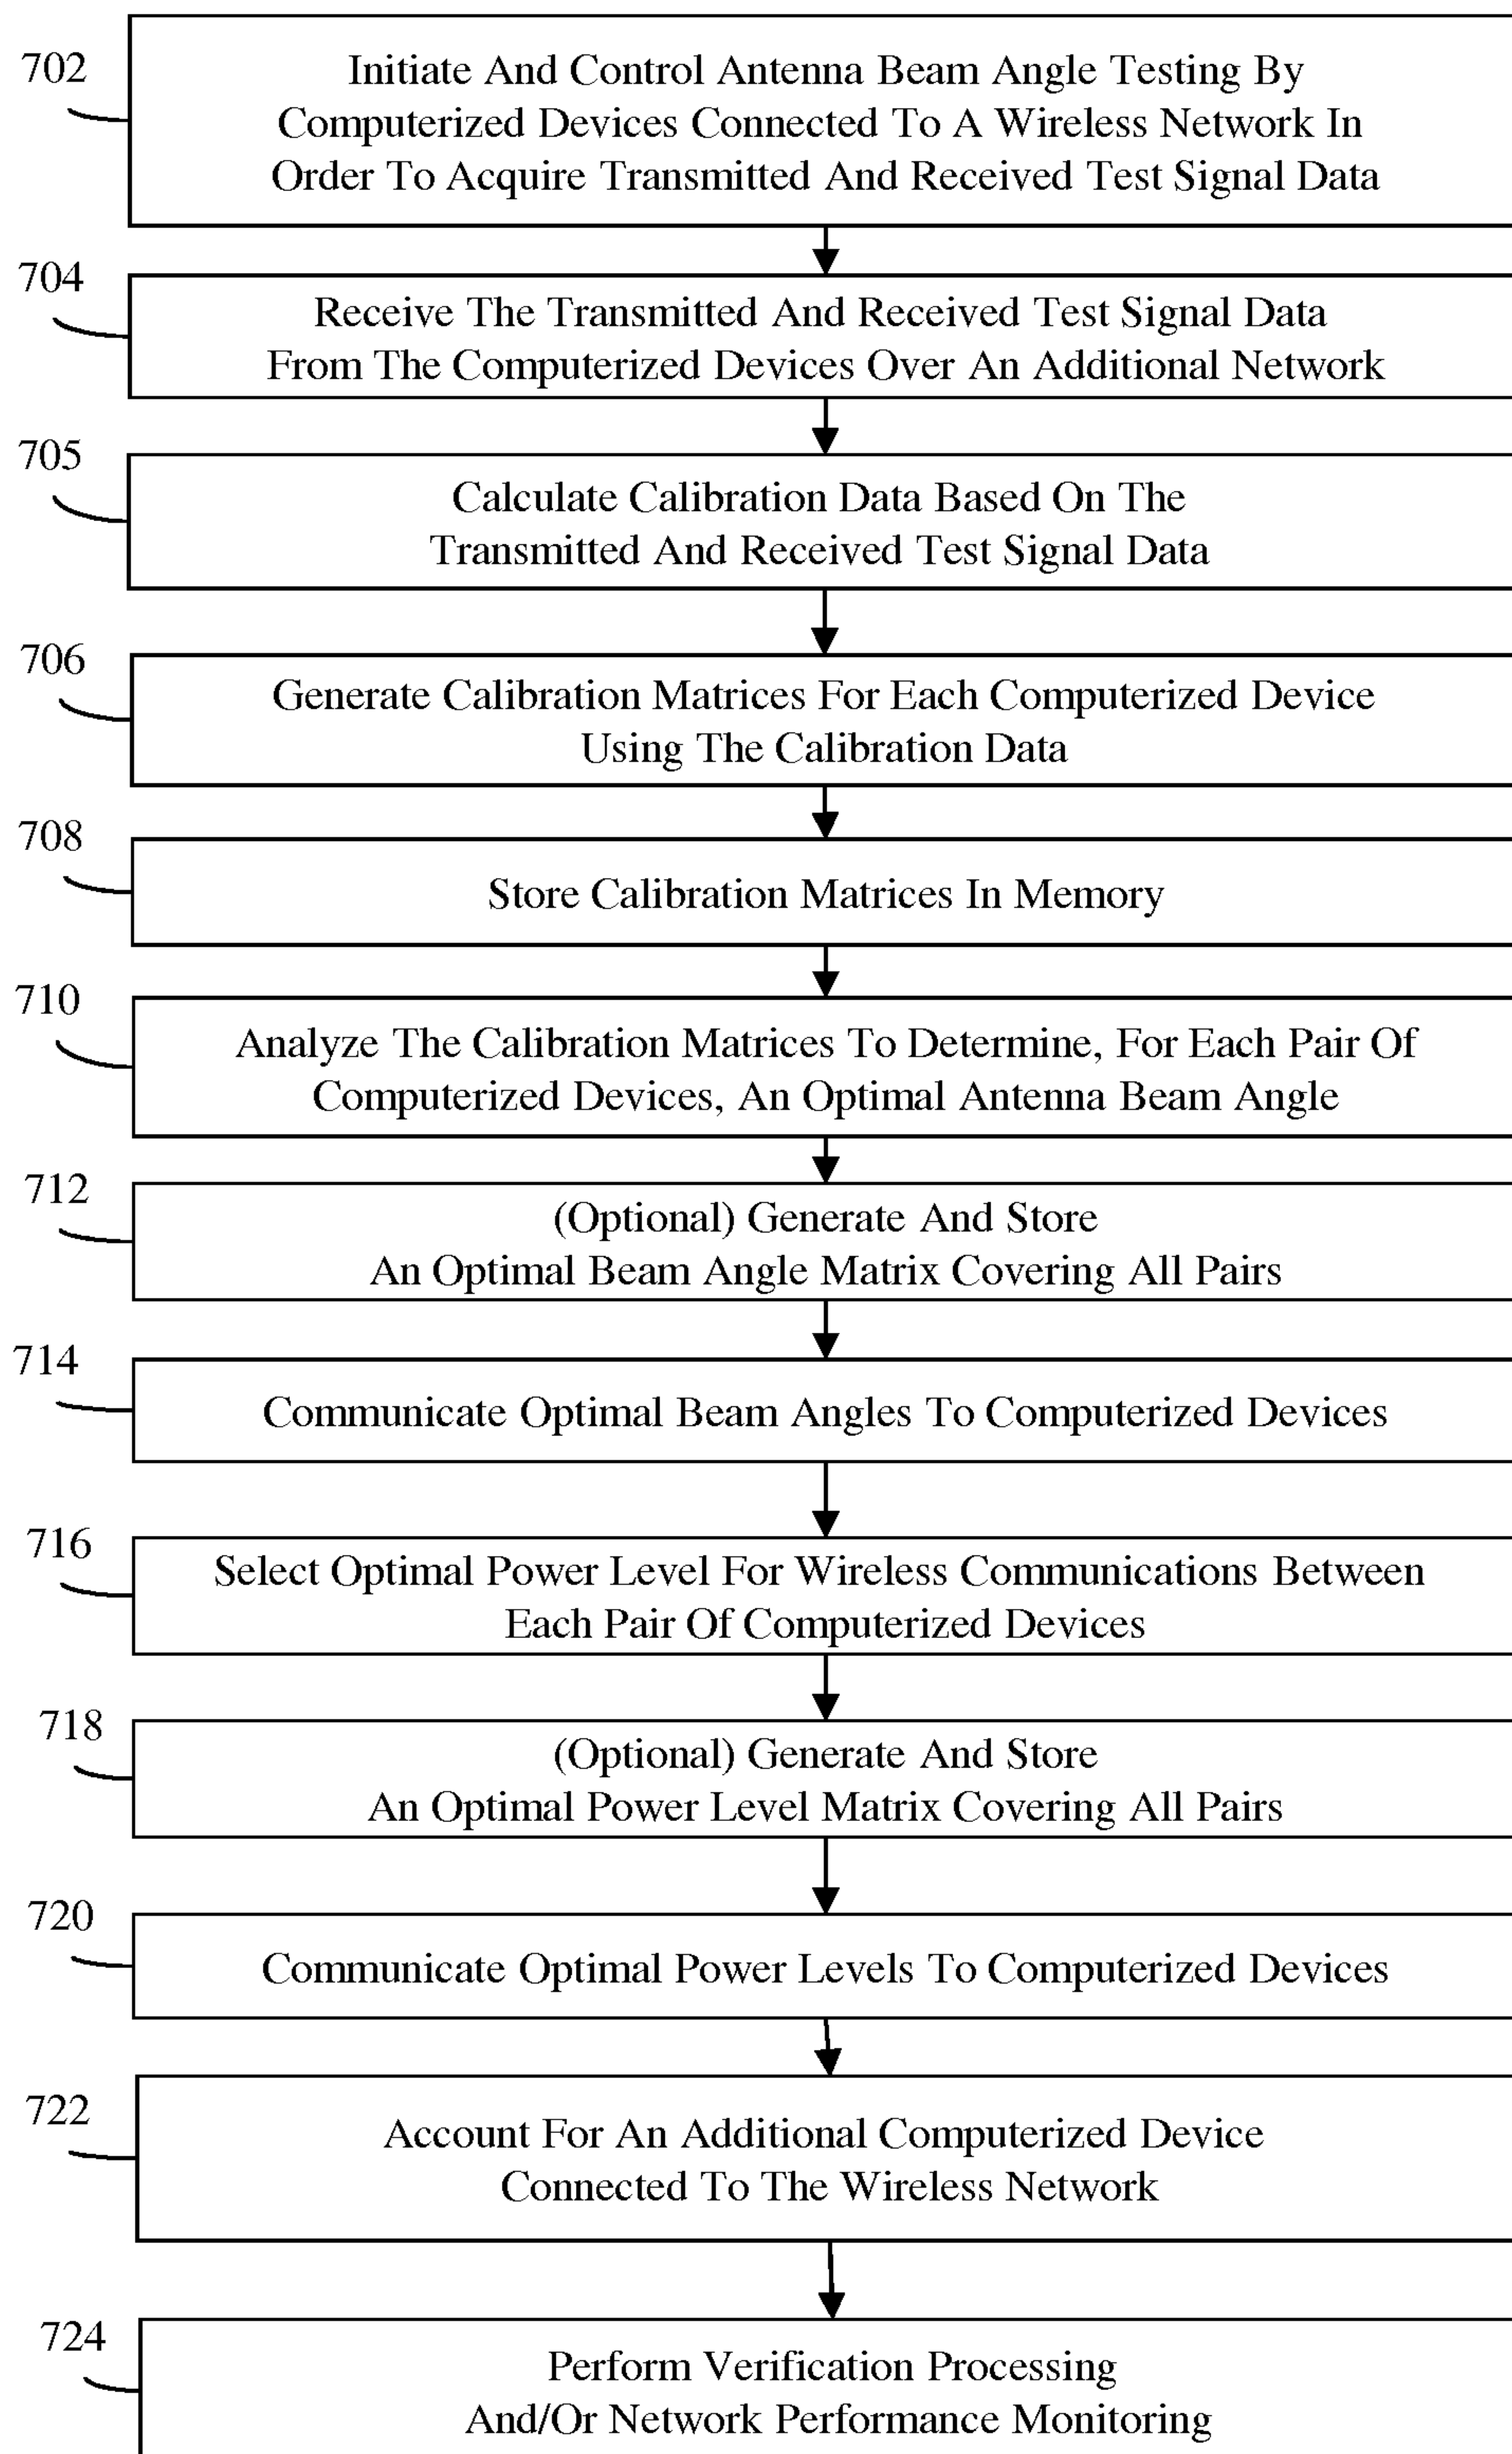 702
Initiate And Control Antenna Beam Angle Testing By
Computerized Devices Connected To A Wireless Network In
Order To Acquire Transmitted And Received Test Signal Data
704
Receive The Transmitted And Received Test Signal Data
From The Computerized Devices Over An Additional Network
705
Calculate Calibration Data Based On The
Transmitted And Received Test Signal Data
706
Generate Calibration Matrices For Each Computerized Device
Using The Calibration Data
708
Store Calibration Matrices In Memory
710
Analyze The Calibration Matrices To Determine, For Each Pair Of
Computerized Devices, An Optimal Antenna Beam Angle
712
(Optional) Generate And Store
An Optimal Beam Angle Matrix Covering All Pairs
714
Communicate Optimal Beam Angles To Computerized Devices
716
Select Optimal Power Level For Wireless Communications Between
Each Pair Of Computerized Devices
718
(Optional) Generate And Store
An Optimal Power Level Matrix Covering All Pairs
720
Communicate Optimal Power Levels To Computerized Devices
722
Account For An Additional Computerized Device
Connected To The Wireless Network
724
Perform Verification Processing
And/Or Network Performance Monitoring